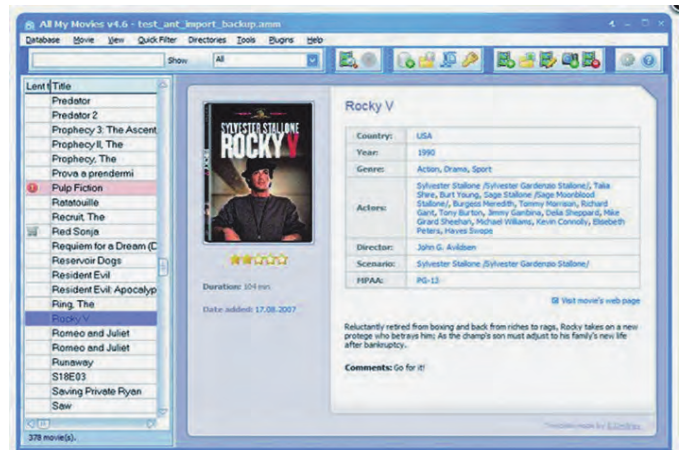 All My Movies v4.6 - test_ant_import_backup.amm
Database Movie View Quick Filter Directories Tools Plugins Help
Show All
Lent t Title
Predator
Predator 2
Prophecy 3: The Ascent
Prophecy II, The
Prophecy, The
Prova a prendermi
Pulp Fiction
Ratatouille
Recruit, The
Red Sonja
Requiem for a Dream (D
Reservoir Dogs
Resident Evil
Resident Evil: Apocalyp
Ring, The
Rocky V
Romeo and Juliet
Romeo and Juliet
Runaway
S18E03
Saving Private Ryan
Saw
378 movie(s).
SYLVESTER STALLONE
ROCKY V
Duration: 104 min
Date added: 17.08.2007
Rocky V
Country: USA
Year: 1990
Genre: Action, Drama, Sport
Actors: Sylvester Stallone /Sylvester Gardenzio Stallone/, Talia
Shire, Burt Young, Sage Stallone /Sage Moonblood
Stallone/, Burgess Meredith, Tommy Morrison, Richard
Gant, Tony Burton, Jimmy Gambina, Delia Sheppard, Mike
Girard Sheehan, Michael Williams, Kevin Connolly, Elisebeth
Peters, Hayes Swope
Director: John G. Avildsen
Scenario: Sylvester Stallone /Sylvester Gardenzio Stallone/
MPAA: PG-13
Visit movie's web page
Reluctantly retired from boxing and back from riches to rags, Rocky takes on a new
protege who betrays him; As the champ's son must adjust to his family's new life
after bankruptcy.
Comments: Go for it!
Template made by